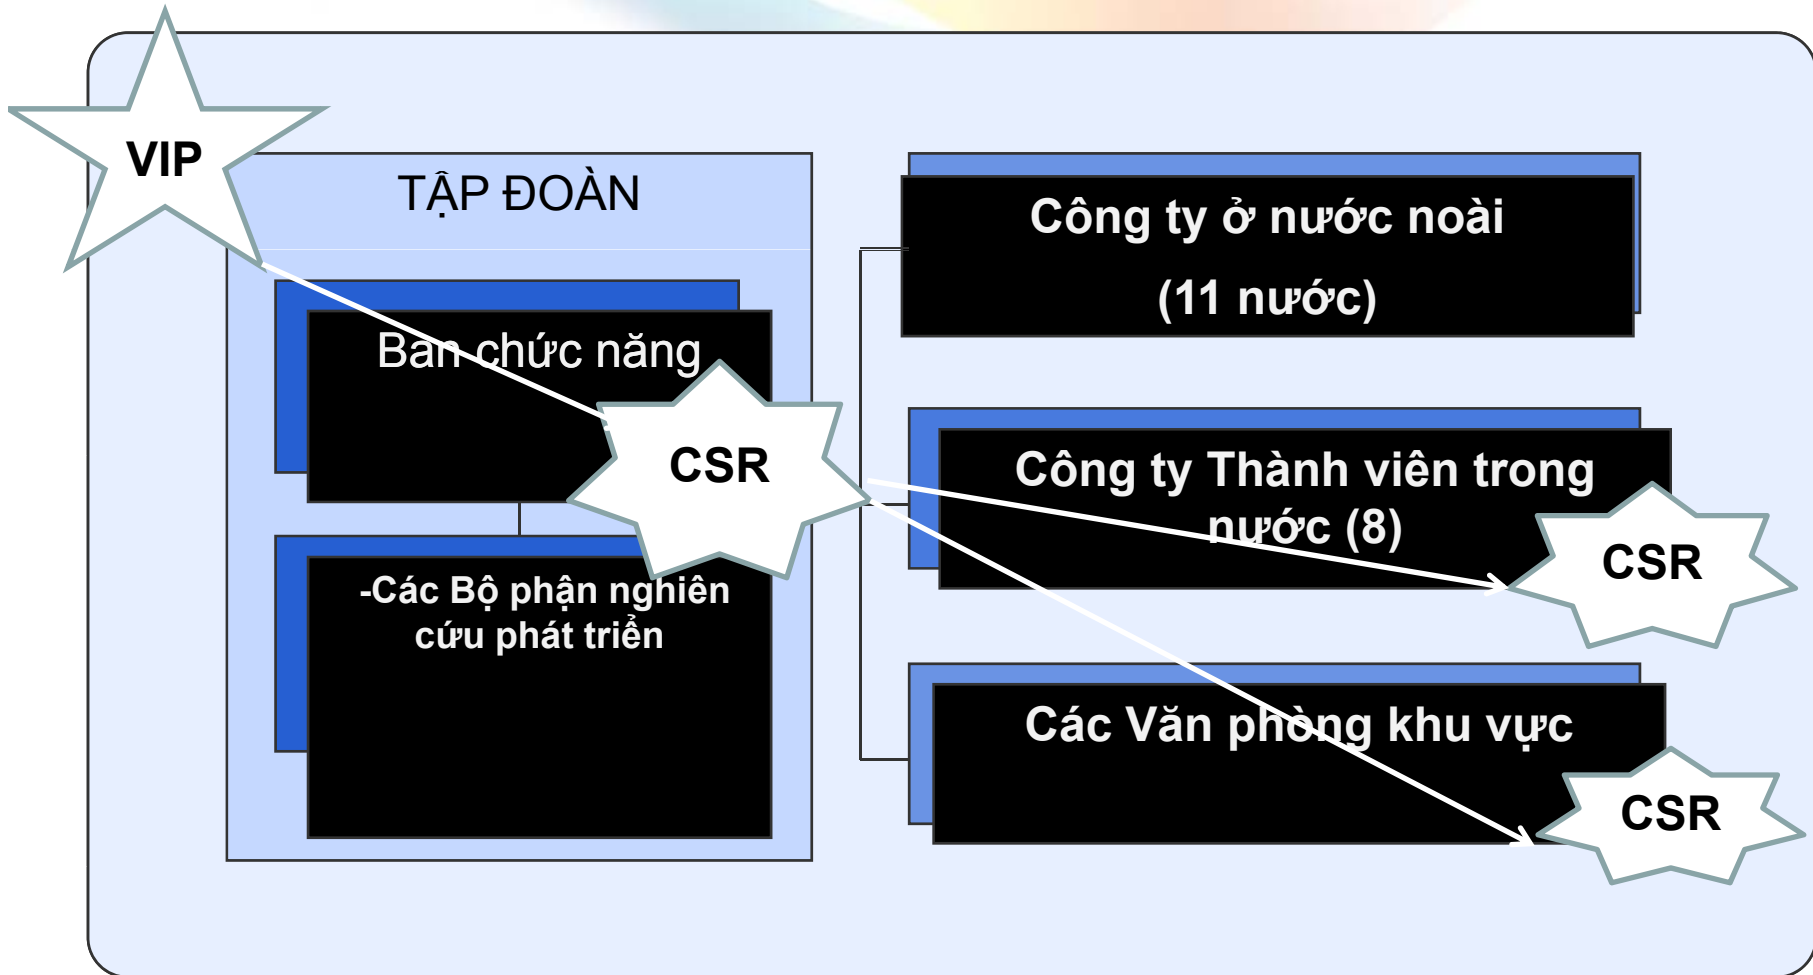 VIP
TẬP ĐOÀN
Ban chức năng
CSR
-Các Bộ phận nghiên
cứu phát triển
Công ty ở nước noài
(11 nước)
Công ty Thành viên trong
nước (8)
CSR
Các Văn phòng khu vực
CSR